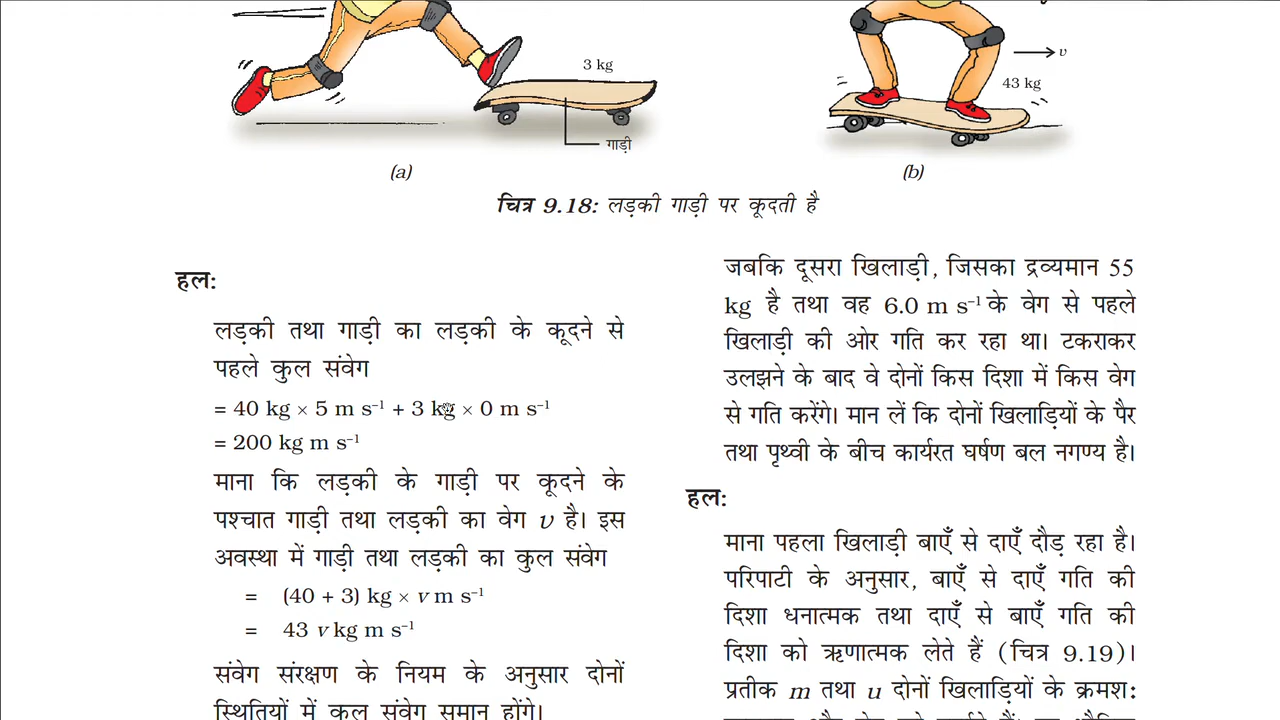 3 kg
गाड़ी
(a)
v
43 kg
(b)
चित्र 9.18: लड़की गाड़ी पर कूदती है
हल:
लड़की तथा गाड़ी का लड़की के कूदने से
पहले कुल संवेग
= 40 kg × 5 m s⁻¹ + 3 kg × 0 m s⁻¹
= 200 kg m s⁻¹
माना कि लड़की के गाड़ी पर कूदने के
पश्चात गाड़ी तथा लड़की का वेग v है। इस
अवस्था में गाड़ी तथा लड़की का कुल संवेग
= (40 + 3) kg × v m s⁻¹
= 43 v kg m s⁻¹
संवेग संरक्षण के नियम के अनुसार दोनों
स्थितियों में कुल संवेग समान होंगे।
जबकि दूसरा खिलाड़ी, जिसका द्रव्यमान 55
kg है तथा वह 6.0 m s⁻¹ के वेग से पहले
खिलाड़ी की ओर गति कर रहा था। टकराकर
उलझने के बाद वे दोनों किस दिशा में किस वेग
से गति करेंगे। मान लें कि दोनों खिलाड़ियों के पैर
तथा पृथ्वी के बीच कार्यरत घर्षण बल नगण्य है।
हल:
माना पहला खिलाड़ी बाएँ से दाएँ दौड़ रहा है।
परिपाटी के अनुसार, बाएँ से दाएँ गति की
दिशा धनात्मक तथा दाएँ से बाएँ गति की
दिशा को ऋणात्मक लेते हैं (चित्र 9.19)।
प्रतीक m तथा u दोनों खिलाड़ियों के क्रमश: